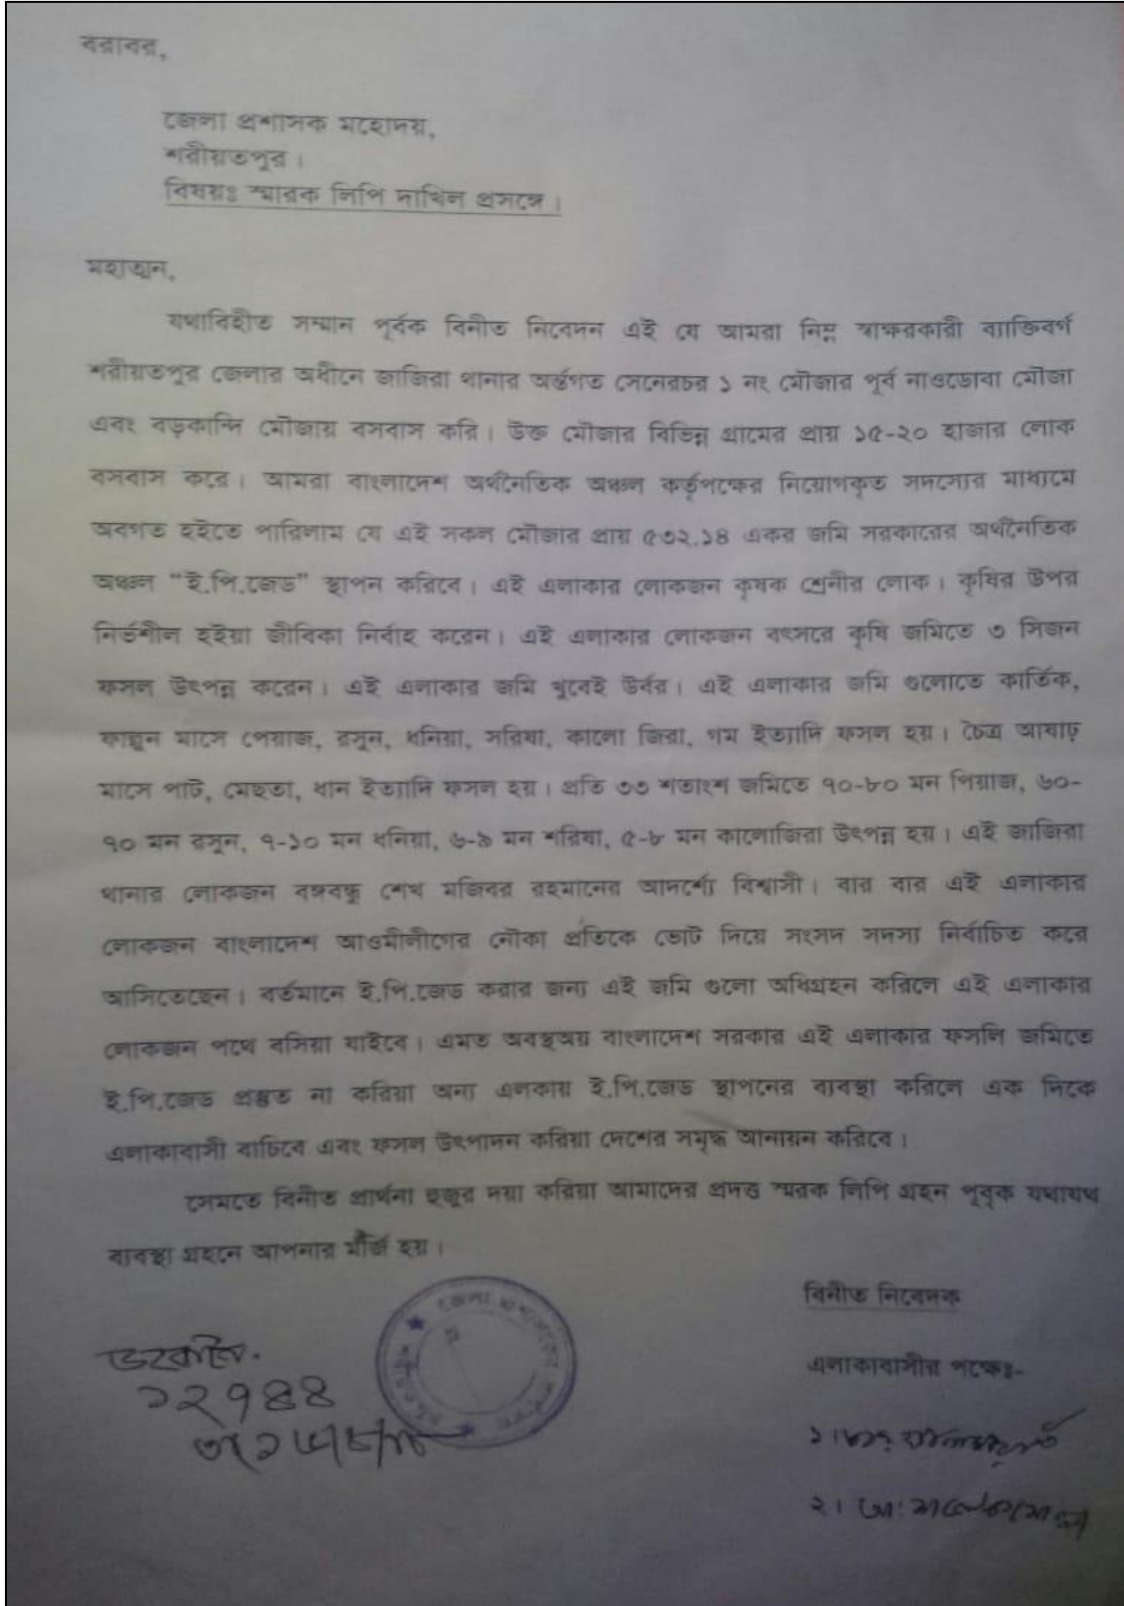 বরাবর,
জেলা প্রশাসক মহোদয়,
শরীয়তপুর।
বিষয়ঃ স্মারক লিপি দাখিল প্রসঙ্গে।
মহাত্মন,
যথাবিহীত সম্মান পূর্বক বিনীত নিবেদন এই যে আমরা নিম্ন স্বাক্ষরকারী ব্যাক্তিবর্গ
শরীয়তপুর জেলার অধীনে জাজিরা থানার অর্ন্তগত সেনেরচর ১ নং মৌজার পূর্ব নাওডোবা মৌজা
এবং বড়কান্দি মৌজায় বসবাস করি। উক্ত মৌজার বিভিন্ন গ্রামের প্রায় ১৫-২০ হাজার লোক
বসবাস করে। আমরা বাংলাদেশ অর্থনৈতিক অঞ্চল কর্তৃপক্ষের নিয়োগকৃত সদস্যের মাধ্যমে
অবগত হইতে পারিলাম যে এই সকল মৌজার প্রায় ৫৩২.১৪ একর জমি সরকারের অর্থনৈতিক
অঞ্চল “ই.পি.জেড” স্থাপন করিবে। এই এলাকার লোকজন কৃষক শ্রেনীর লোক। কৃষির উপর
নির্ভশীল হইয়া জীবিকা নির্বাহ করেন। এই এলাকার লোকজন বৎসরে কৃষি জমিতে ৩ সিজন
ফসল উৎপন্ন করেন। এই এলাকার জমি খুবেই উর্বর। এই এলাকার জমি গুলোতে কার্তিক,
ফাল্গুন মাসে পেয়াজ, রসুন, ধনিয়া, সরিষা, কালো জিরা, গম ইত্যাদি ফসল হয়। চৈত্র আষাঢ়
মাসে পাট, মেছতা, ধান ইত্যাদি ফসল হয়। প্রতি ৩৩ শতাংশ জমিতে ৭০-৮০ মন পিয়াজ, ৬০-
৭০ মন রসুন, ৭-১০ মন ধনিয়া, ৬-৯ মন শরিষা, ৫-৮ মন কালোজিরা উৎপন্ন হয়। এই জাজিরা
থানার লোকজন বঙ্গবন্ধু শেখ মজিবর রহমানের আদর্শ্যে বিশ্বাসী। বার বার এই এলাকার
লোকজন বাংলাদেশ আওমীলীগের নৌকা প্রতিকে ভোট দিয়ে সংসদ সদস্য নির্বাচিত করে
আসিতেছেন। বর্তমানে ই.পি.জেড করার জন্য এই জমি গুলো অধিগ্রহন করিলে এই এলাকার
লোকজন পথে বসিয়া যাইবে। এমত অবস্থঅয় বাংলাদেশ সরকার এই এলাকার ফসলি জমিতে
ই.পি.জেড প্রস্তুত না করিয়া অন্য এলকায় ই.পি.জেড স্থাপনের ব্যবস্থা করিলে এক দিকে
এলাকাবাসী বাচিবে এবং ফসল উৎপাদন করিয়া দেশের সমৃদ্ধ আনায়ন করিবে।
সেমতে বিনীত প্রার্থনা হুজুর দয়া করিয়া আমাদের প্রদত্ত স্মরক লিপি গ্রহন পূবৃক যথাযথ
ব্যবস্থা গ্রহনে আপনার মর্জি হয়।
বিনীত নিবেদক
এলাকাবাসীর পক্ষেঃ-
১২৭৪৪
১।
২।